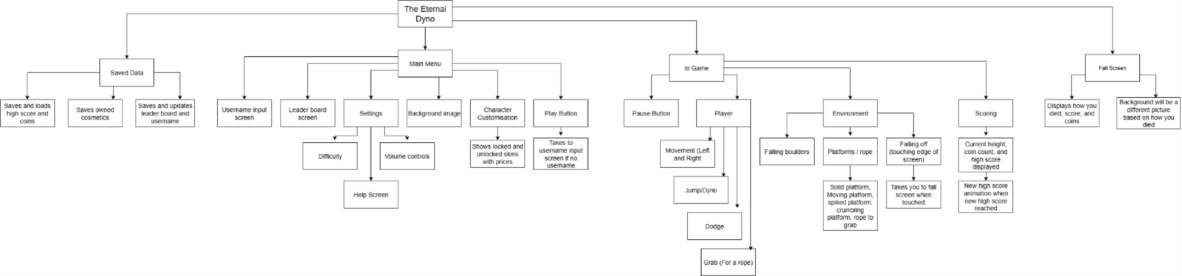 The Eternal
Dyno
Saved Data
Main Menu
In Game
Fall Screen
Saves and loads
high score and
coins
Saves owned
cosmetics
Saves and updates
leader board and
username
Username input
screen
Leader board
screen
Settings
Background image
Character
Customisation
Play Button
Pause Button
Player
Environment
Scoring
Displays how you
died, score, and
coins
Background will be a
different picture
based on how you
died
Difficulty
Volume controls
Help Screen
Shows locked and
unlocked skins
with prices
Takes to
username input
screen if no
username
Movement (Left
and Right)
Jump/Dyno
Dodge
Grab (For a rope)
Falling boulders
Platforms / rope
Falling off
(touching edge of
screen)
Solid platform,
Moving platform,
spiked platform,
crumbling
platform, rope to
grab
Takes you to fall
screen when
touched
Current height,
coin count, and
high score
displayed
New high score
animation when
new high score
reached